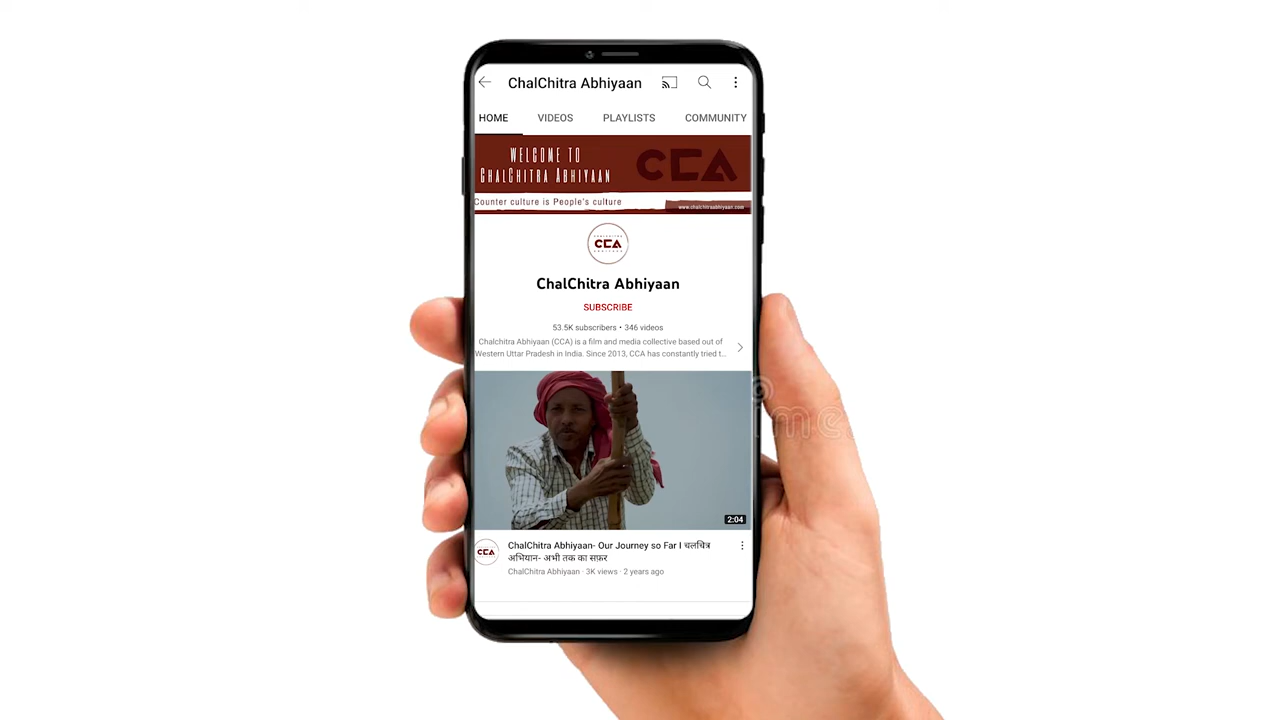 ChalChitra Abhiyaan
HOME VIDEOS PLAYLISTS COMMUNITY
WELCOME TO
CHALCHITRA ABHIYAAN
CCA
Counter culture is People's culture
www.chalchitraabhiyaan.com
CCA
ChalChitra Abhiyaan
SUBSCRIBE
53.5K subscribers • 346 videos
Chalchitra Abhiyaan (CCA) is a film and media collective based out of
Western Uttar Pradesh in India. Since 2013, CCA has constantly tried t...
2:04
CCA
ChalChitra Abhiyaan- Our Journey so Far I चलचित्र
अभियान- अभी तक का सफ़र
ChalChitra Abhiyaan · 3K views · 2 years ago